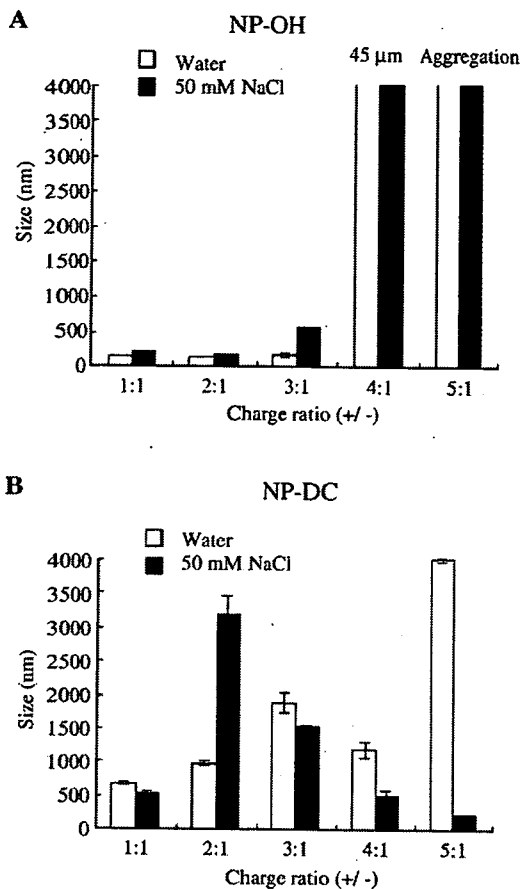 A
NP-OH
Water
50 mM NaCl
45 μm
Aggregation
4000
3500
3000
2500
2000
1500
1000
500
0
Size (nm)
1:1
2:1
3:1
4:1
5:1
Charge ratio (+/ -)
B
NP-DC
Water
50 mM NaCl
4000
3500
3000
2500
2000
1500
1000
500
0
Size (nm)
1:1
2:1
3:1
4:1
5:1
Charge ratio (+/ -)